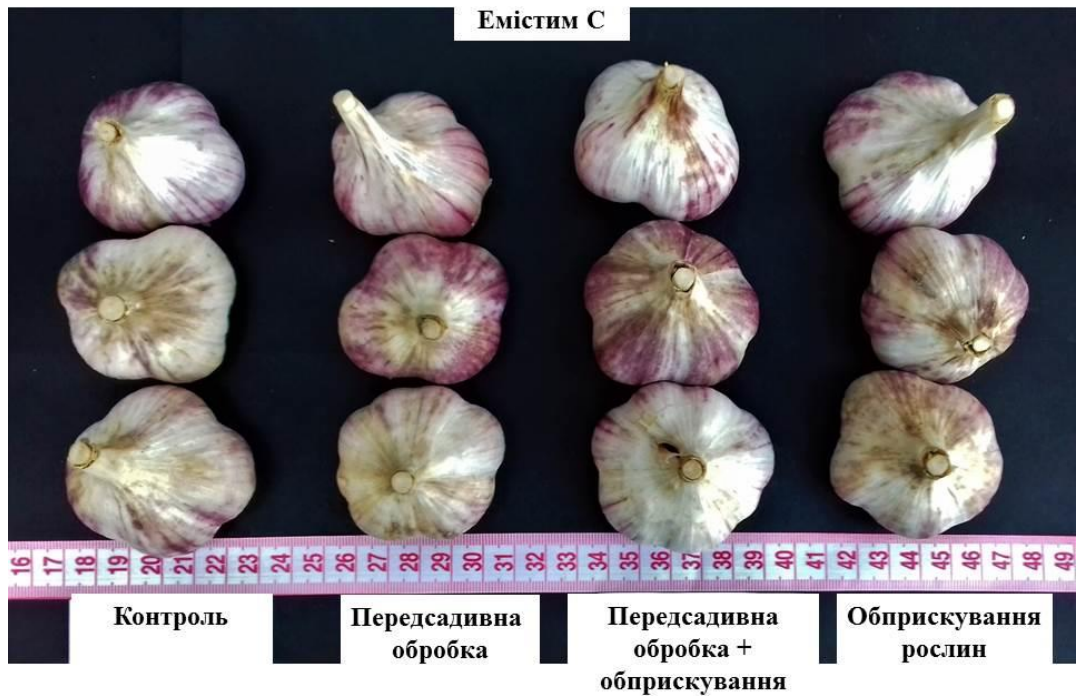 Емістим С
16 17 18 19 20 21 22 23 24 25 26 27 28 29 30 31 32 33 34 35 36 37 38 39 40 41 42 43 44 45 46 47 48 49
Контроль
Передсадивна
обробка
Передсадивна
обробка +
обприскування
Обприскування
рослин